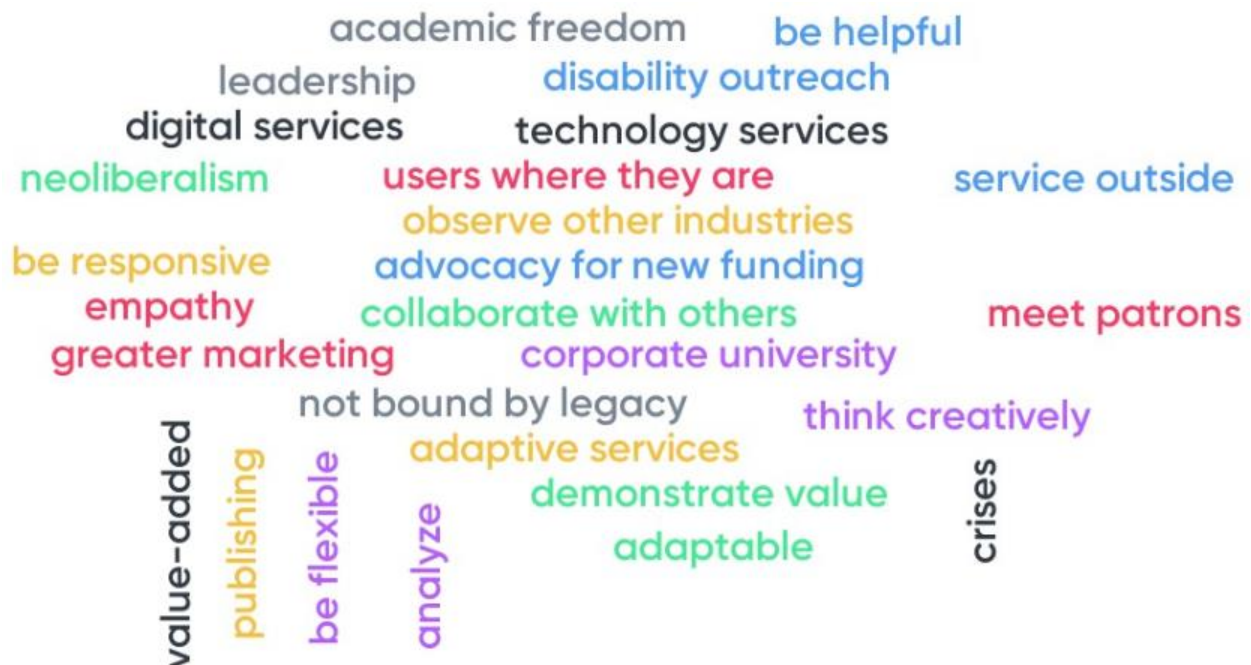 academic freedom
be helpful
leadership
disability outreach
digital services
technology services
neoliberalism
users where they are
service outside
observe other industries
be responsive
advocacy for new funding
empathy
collaborate with others
meet patrons
greater marketing
corporate university
not bound by legacy
think creatively
adaptive services
value-added
publishing
be flexible
analyze
demonstrate value
crises
adaptable